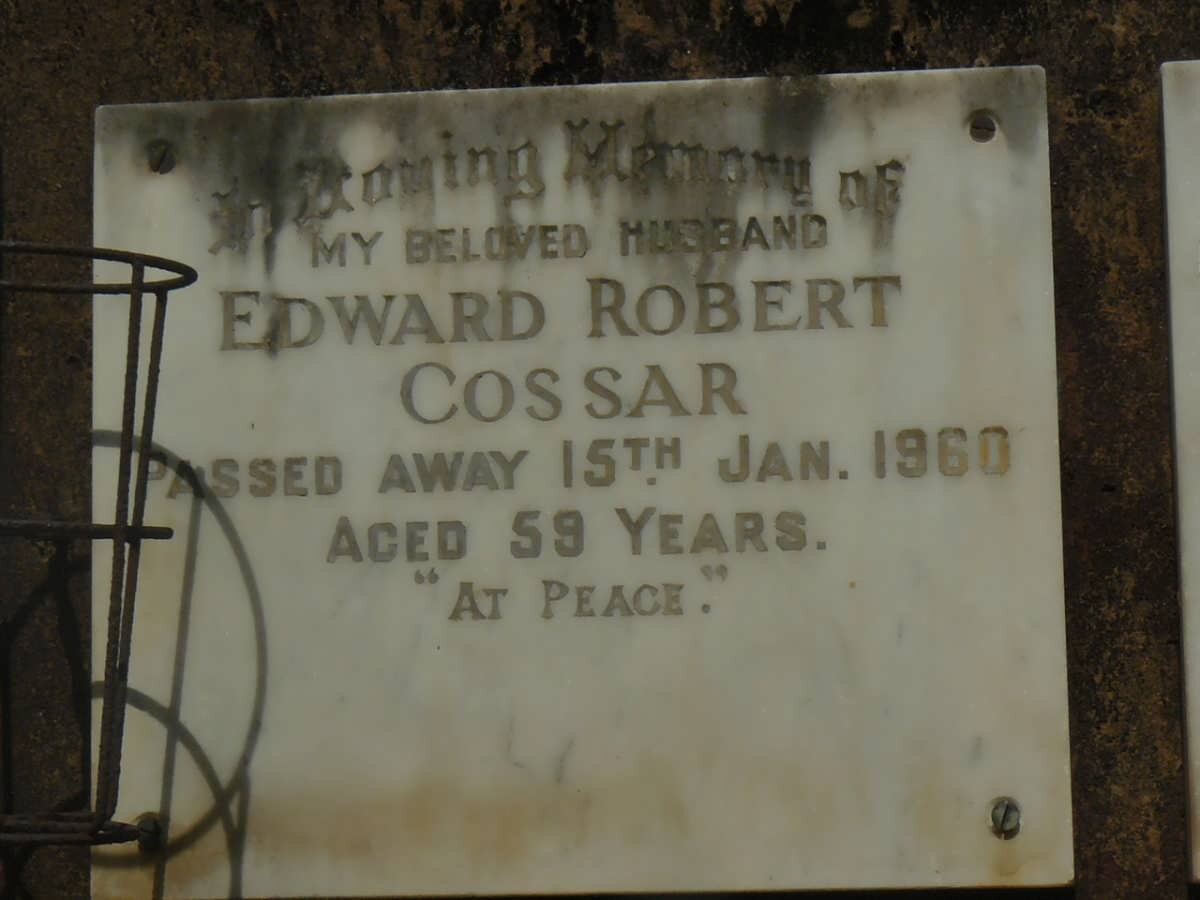 In Loving Memory of
MY BELOVED HUSBAND
EDWARD ROBERT
COSSAR
PASSED AWAY 15TH. JAN. 1960
AGED 59 YEARS.
"AT PEACE."